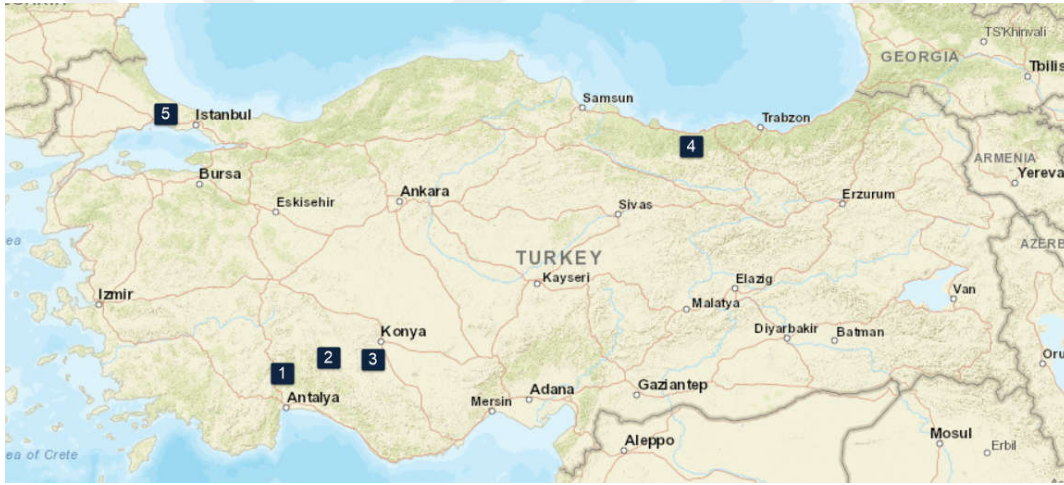 TS'Khinvali
GEORGIA
Tbilis
5
Istanbul
Samsun
Trabzon
4
ARMENIA
Yereva
Bursa
Eskisehir
Ankara
Sivas
Erzurum
ea
AZERB
TURKEY
Kayseri
Elazig
Izmir
Malatya
Van
Konya
Diyarbakir
Batman
2
3
Oru
1
Antalya
Mersin
Adana
Gaziantep
ea of Crete
Aleppo
Mosul
Erbil